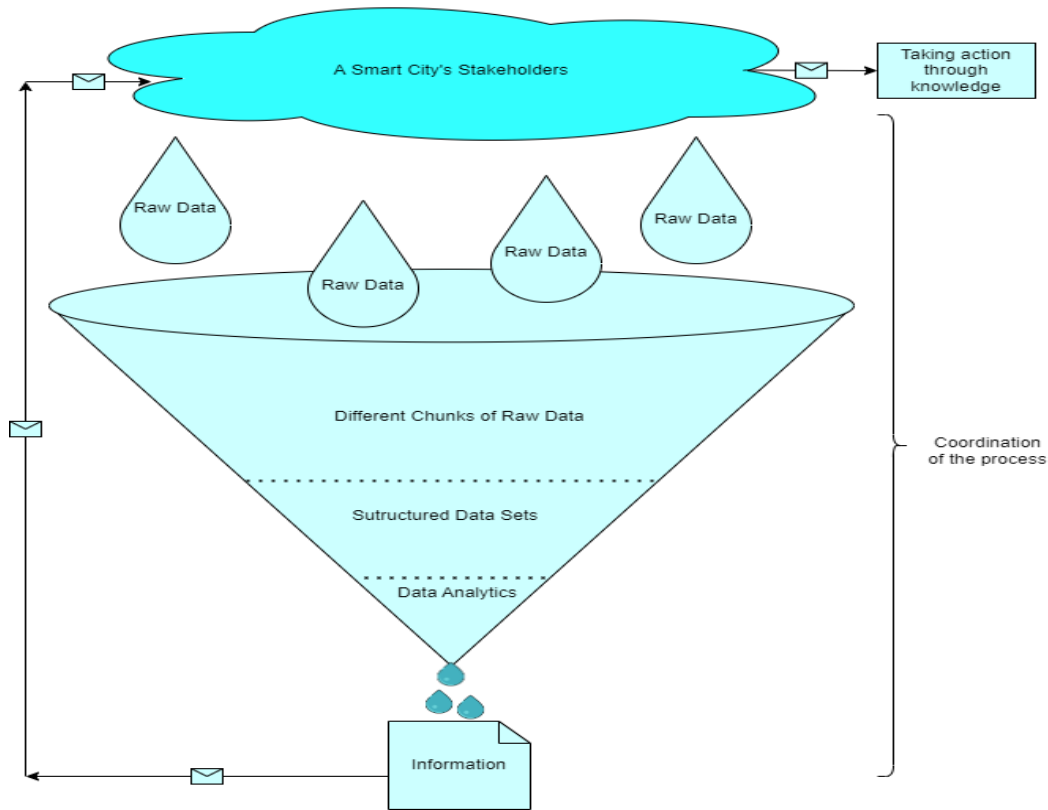 A Smart City's Stakeholders
Taking action
through
knowledge
Raw Data
Raw Data
Raw Data
Raw Data
Different Chunks of Raw Data
Coordination
of the process
Sutructured Data Sets
Data Analytics
Information